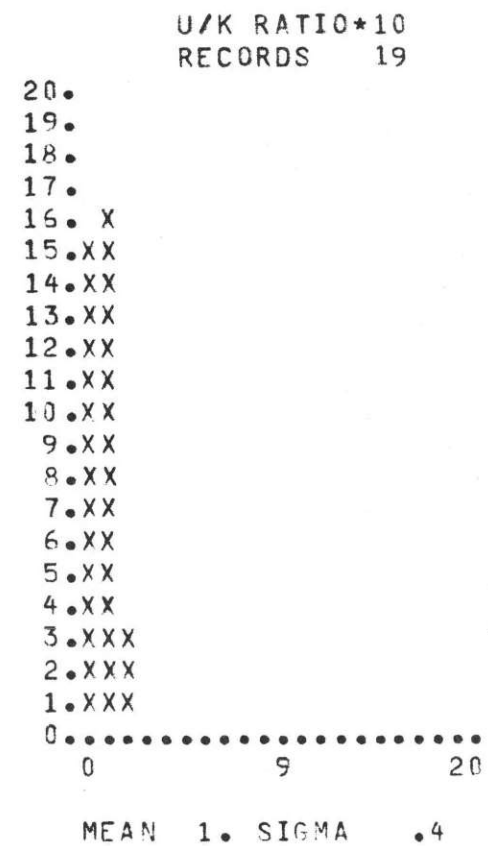 U/K RATIO*10
RECORDS 19
20.
19.
18.
17.
16. X
15.XX
14.XX
13.XX
12.XX
11.XX
10.XX
9.XX
8.XX
7.XX
6.XX
5.XX
4.XX
3.XXX
2.XXX
1.XXX
0......................
0 9 20
MEAN 1. SIGMA .4